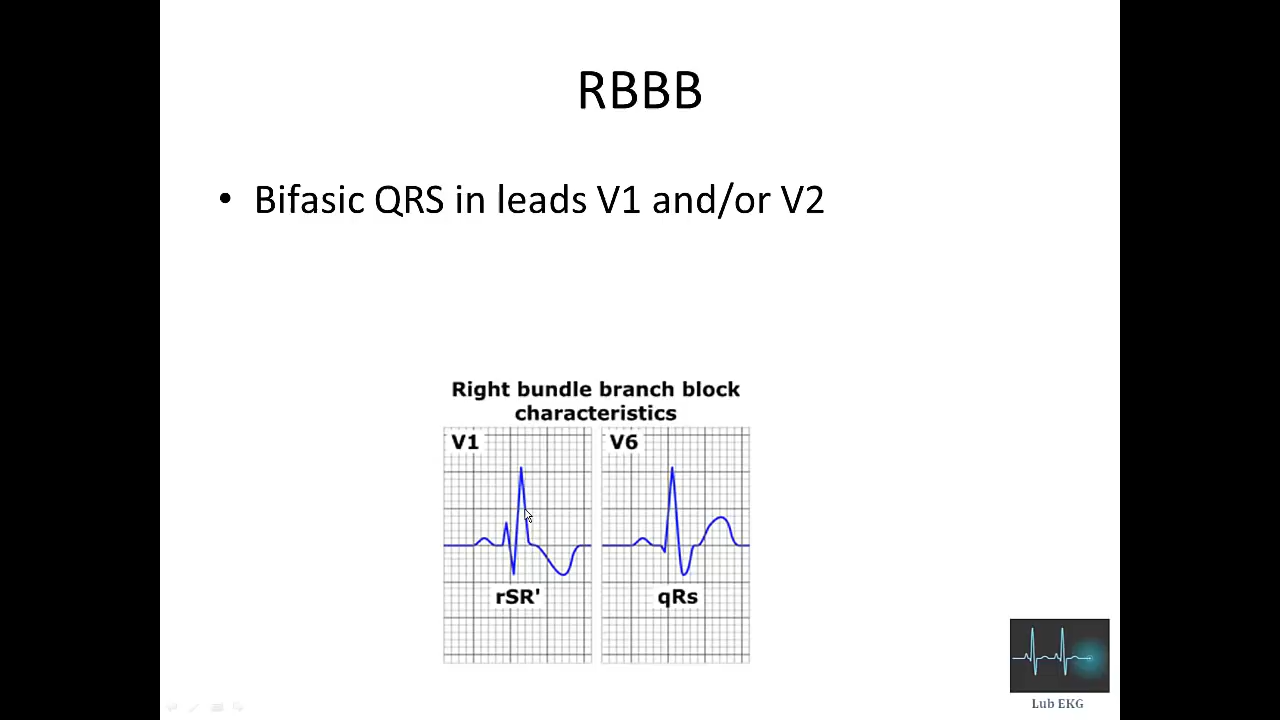 RBBB
• Bifasic QRS in leads V1 and/or V2
Right bundle branch block
characteristics
V1
V6
rSR'
qRs
Lub EKG